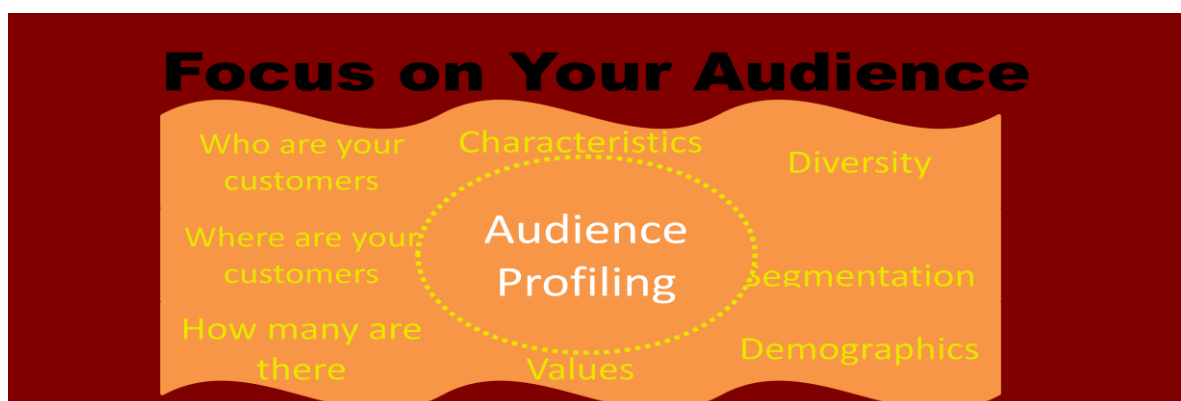 Focus on Your Audience
Who are your
customers
Characteristics
Diversity
Where are your
customers
Audience
Profiling
Segmentation
How many are
there
Values
Demographics